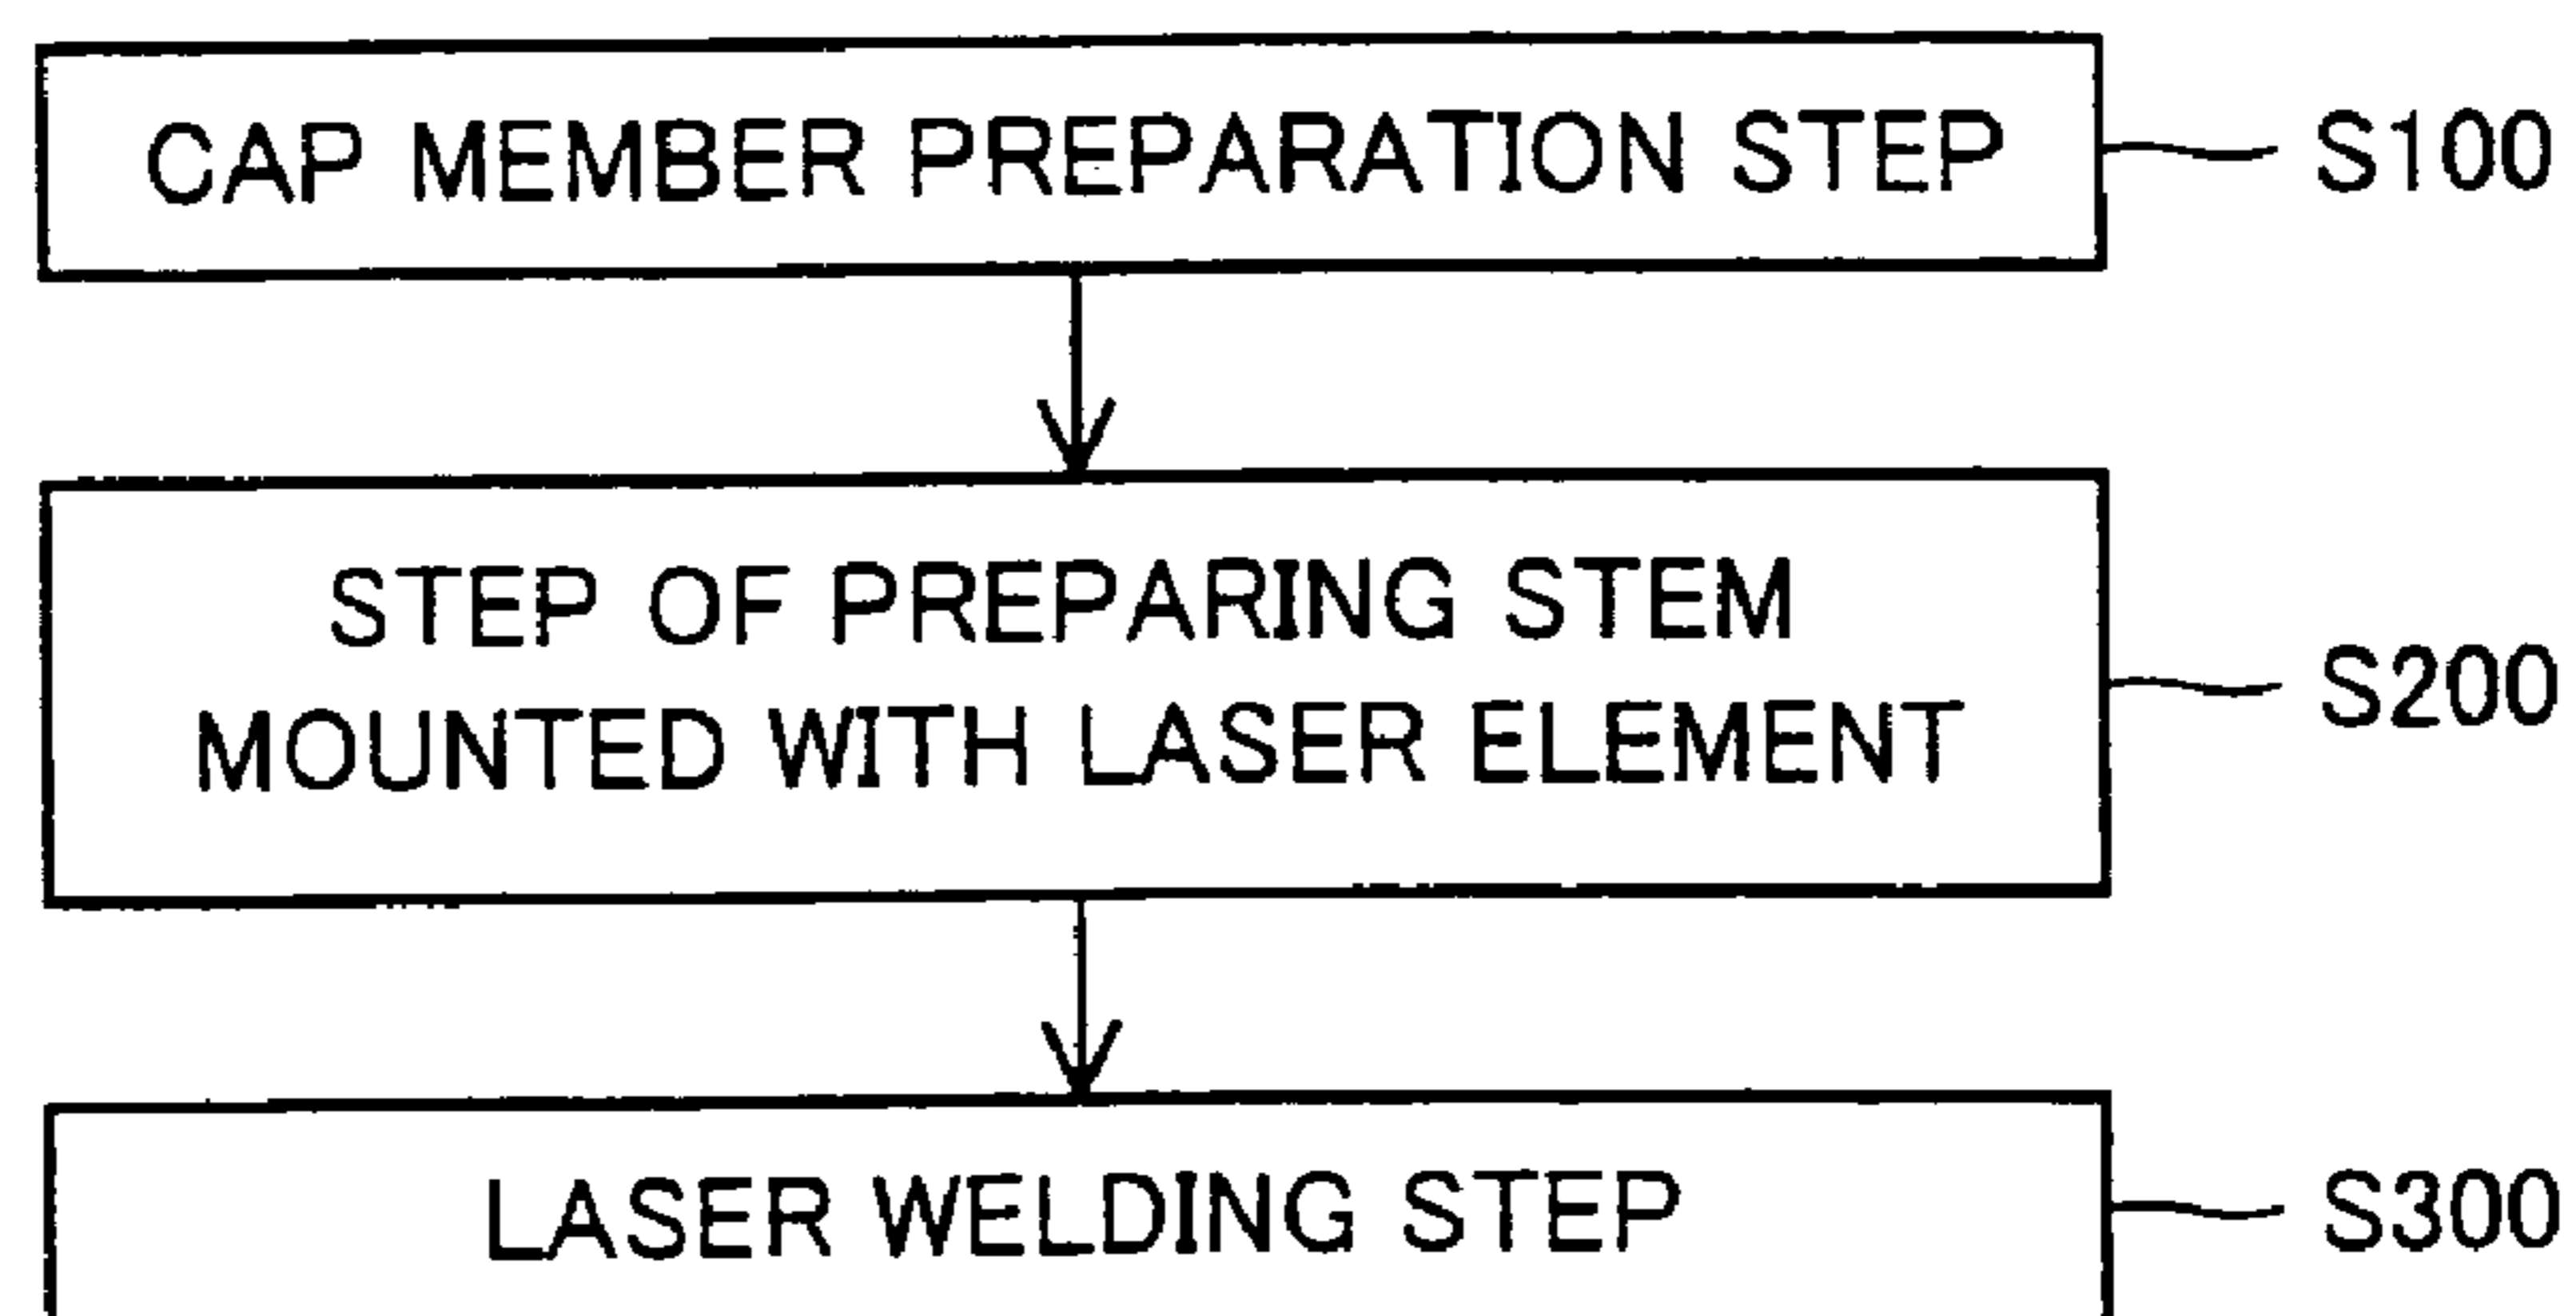 CAP MEMBER PREPARATION STEP
S100
STEP OF PREPARING STEM
MOUNTED WITH LASER ELEMENT
S200
LASER WELDING STEP
S300